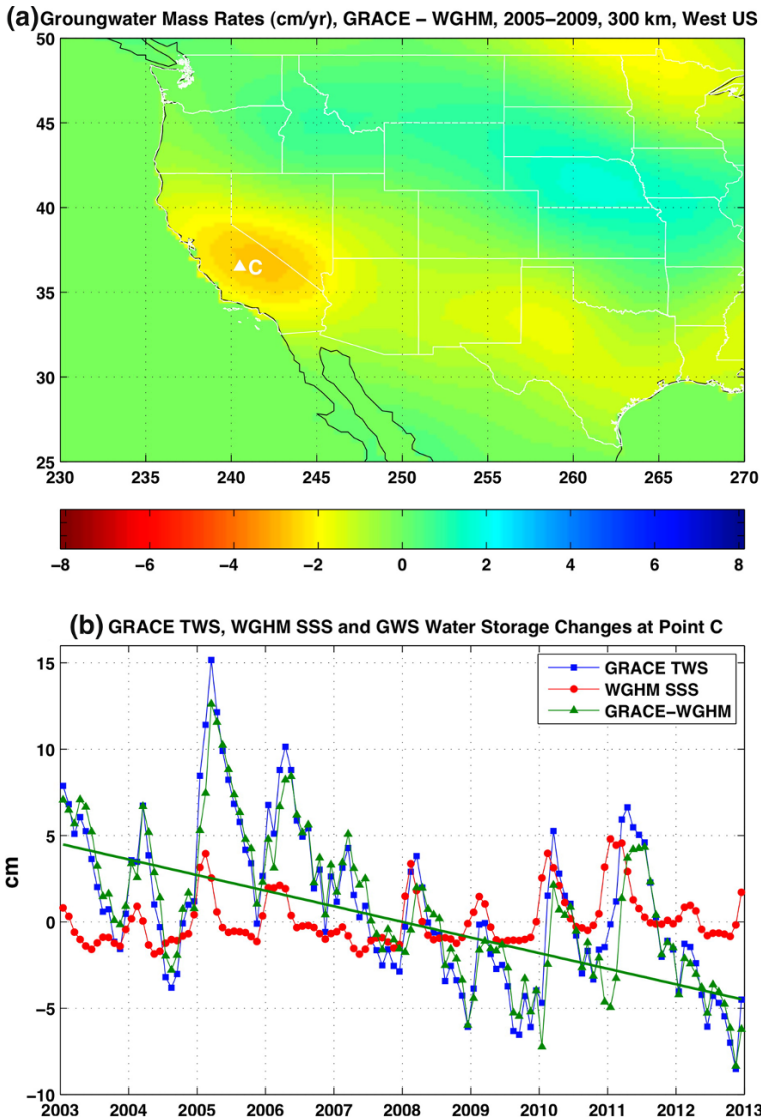 (a) Groungwater Mass Rates (cm/yr), GRACE – WGHM, 2005–2009, 300 km, West US
50
45
40
35
30
25
C
230 235 240 245 250 255 260 265 270
−8 −6 −4 −2 0 2 4 6 8
(b) GRACE TWS, WGHM SSS and GWS Water Storage Changes at Point C
15
10
5
0
−5
−10
cm
GRACE TWS
WGHM SSS
GRACE−WGHM
2003 2004 2005 2006 2007 2008 2009 2010 2011 2012 2013